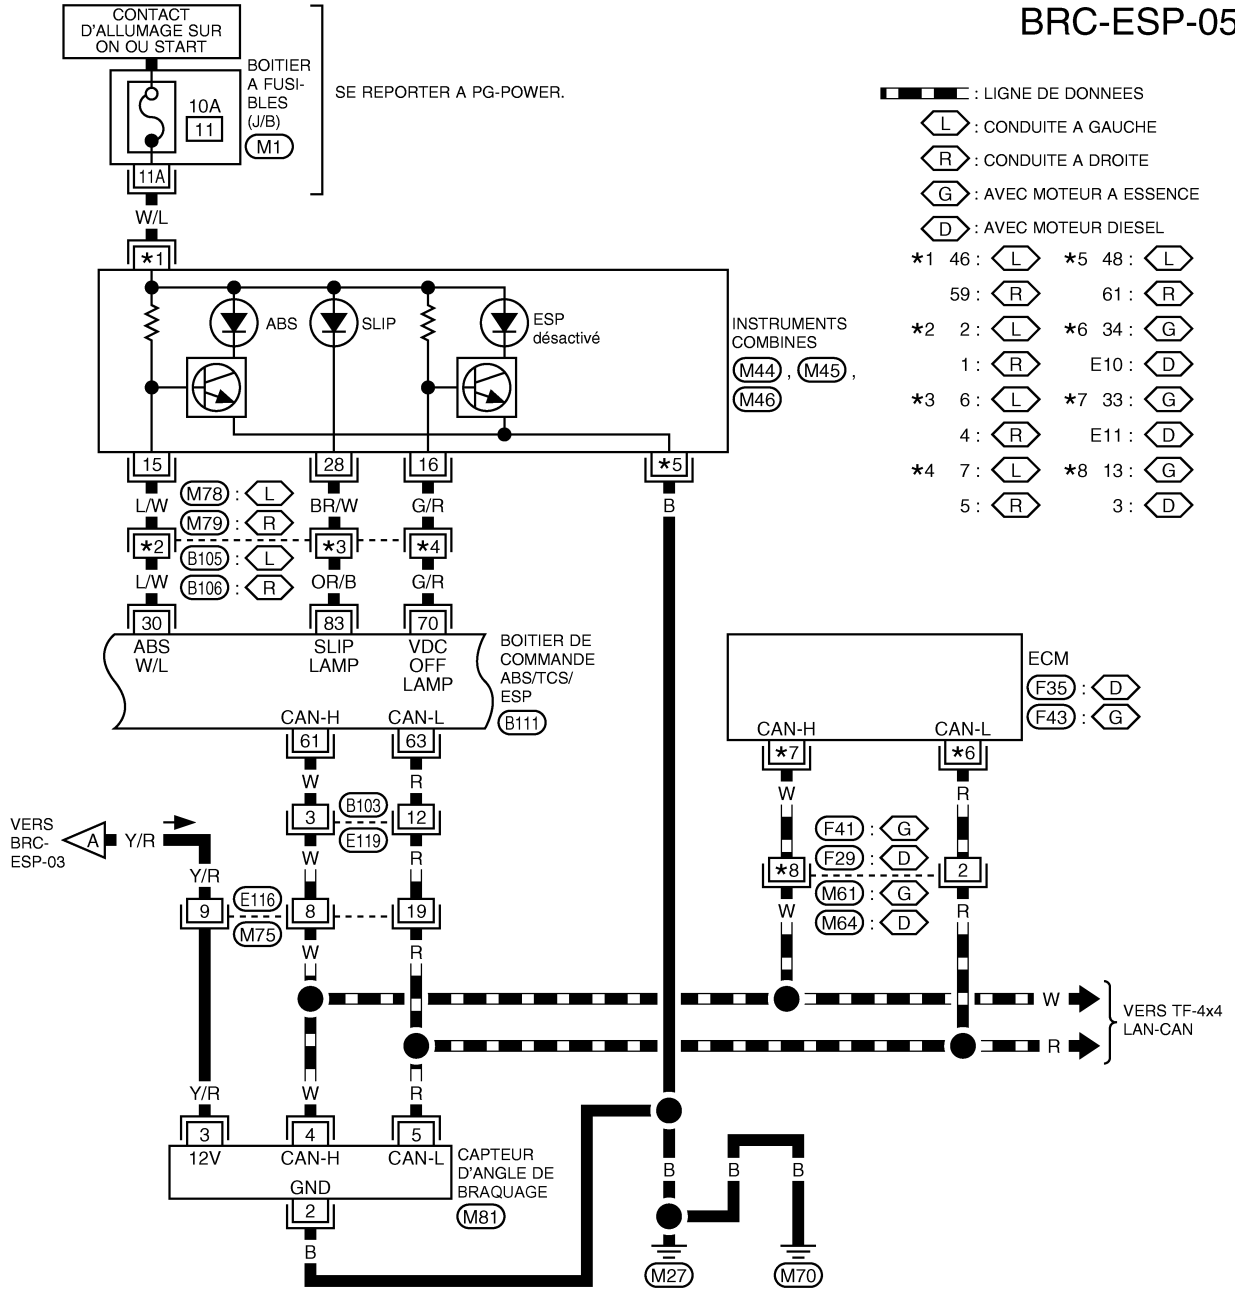 BRC-ESP-05
CONTACT
D'ALLUMAGE SUR
ON OU START
BOITIER
A FUSI-
BLES
(J/B)
M1
10A
11
SE REPORTER A PG-POWER.
11A
W/L
*1
: LIGNE DE DONNEES
L : CONDUITE A GAUCHE
R : CONDUITE A DROITE
G : AVEC MOTEUR A ESSENCE
D : AVEC MOTEUR DIESEL
*1 46 : L *5 48 : L
59 : R 61 : R
*2 2 : L *6 34 : G
1 : R E10 : D
*3 6 : L *7 33 : G
4 : R E11 : D
*4 7 : L *8 13 : G
5 : R 3 : D
ABS
SLIP
ESP
désactivé
INSTRUMENTS
COMBINES
M44 , M45 ,
M46
15 28 16 *5
L/W BR/W G/R B
M78 : L
M79 : R
*2 *3 *4
B105 : L
B106 : R
L/W OR/B G/R
30 83 70
ABS
W/L
SLIP
LAMP
VDC
OFF
LAMP
BOITIER DE
COMMANDE
ABS/TCS/
ESP
B111
CAN-H CAN-L
61 63
W R
3 B103 12
E119
W R
VERS
BRC-
ESP-03
A Y/R
Y/R
9 E116 8 19
M75
W R
ECM
F35 : D
F43 : G
CAN-H CAN-L
*7 *6
W R
F41 : G
F29 : D
*8 2
M61 : G
M64 : D
W R
W
R
VERS TF-4x4
LAN-CAN
Y/R W R
3 4 5
12V CAN-H CAN-L
GND
2
B
CAPTEUR
D'ANGLE DE
BRAQUAGE
M81
B B B
M27 M70